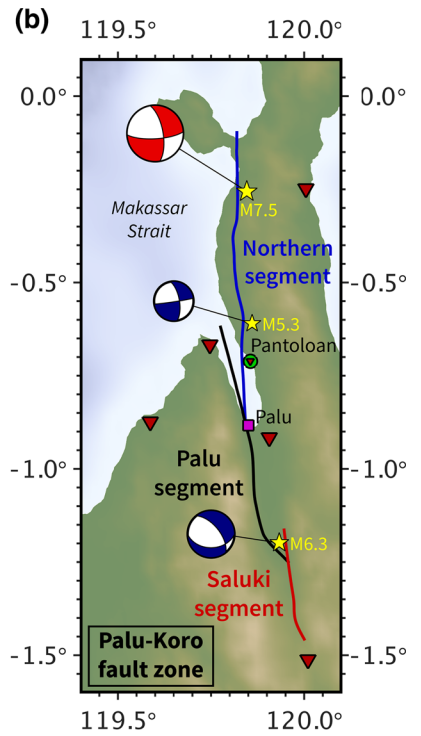 (b)
119.5° 120.0°
0.0° 0.0°
Makassar
Strait
M7.5
Northern
segment
-0.5° -0.5°
M5.3
Pantoloan
Palu
Palu
segment
-1.0° -1.0°
M6.3
Saluki
segment
Palu-Koro
fault zone
-1.5° -1.5°
119.5° 120.0°